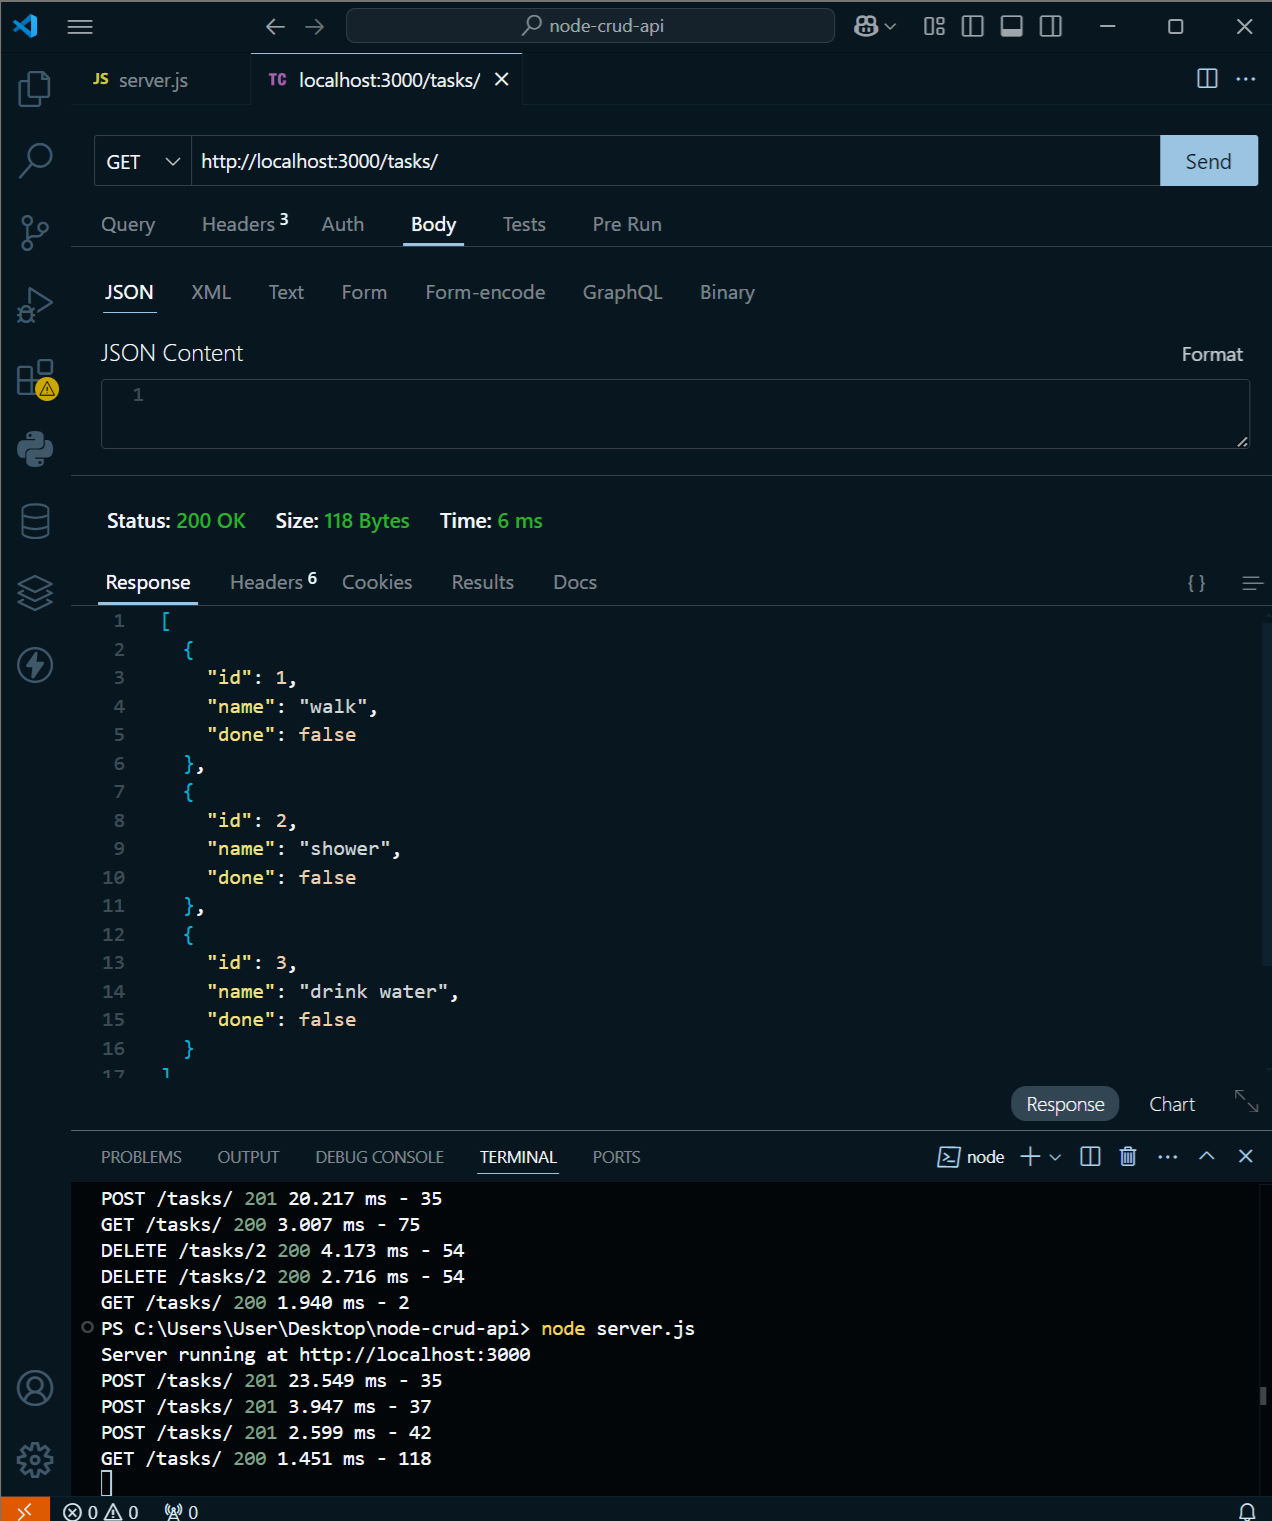 node-crud-api
JS server.js
TC localhost:3000/tasks/
GET http://localhost:3000/tasks/ Send
Query Headers 3 Auth Body Tests Pre Run
JSON XML Text Form Form-encode GraphQL Binary
JSON Content Format
1
Status: 200 OK Size: 118 Bytes Time: 6 ms
Response Headers 6 Cookies Results Docs { }
1 [
2 {
3 "id": 1,
4 "name": "walk",
5 "done": false
6 },
7 {
8 "id": 2,
9 "name": "shower",
10 "done": false
11 },
12 {
13 "id": 3,
14 "name": "drink water",
15 "done": false
16 }
17 ]
Response Chart
PROBLEMS OUTPUT DEBUG CONSOLE TERMINAL PORTS node
POST /tasks/ 201 20.217 ms - 35
GET /tasks/ 200 3.007 ms - 75
DELETE /tasks/2 200 4.173 ms - 54
DELETE /tasks/2 200 2.716 ms - 54
GET /tasks/ 200 1.940 ms - 2
PS C:\Users\User\Desktop\node-crud-api> node server.js
Server running at http://localhost:3000
POST /tasks/ 201 23.549 ms - 35
POST /tasks/ 201 3.947 ms - 37
POST /tasks/ 201 2.599 ms - 42
GET /tasks/ 200 1.451 ms - 118
0 0 0